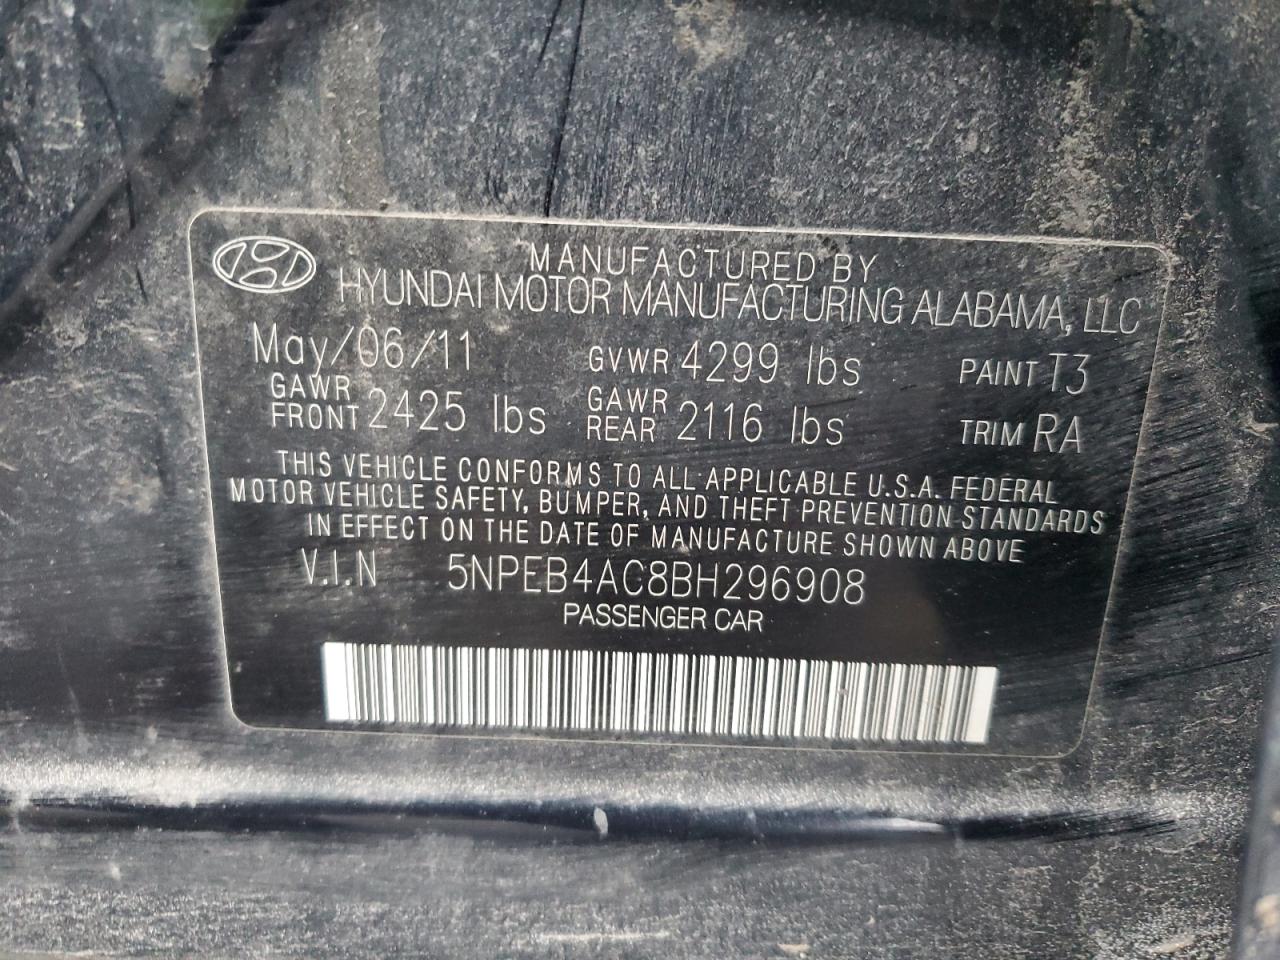 MANUFACTURED BY
HYUNDAI MOTOR MANUFACTURING ALABAMA, LLC
May/06/11 GVWR 4299 lbs PAINT T3
GAWR FRONT 2425 lbs GAWR REAR 2116 lbs TRIM RA
THIS VEHICLE CONFORMS TO ALL APPLICABLE U.S.A. FEDERAL
MOTOR VEHICLE SAFETY, BUMPER, AND THEFT PREVENTION STANDARDS
IN EFFECT ON THE DATE OF MANUFACTURE SHOWN ABOVE
V.I.N 5NPEB4AC8BH296908
PASSENGER CAR